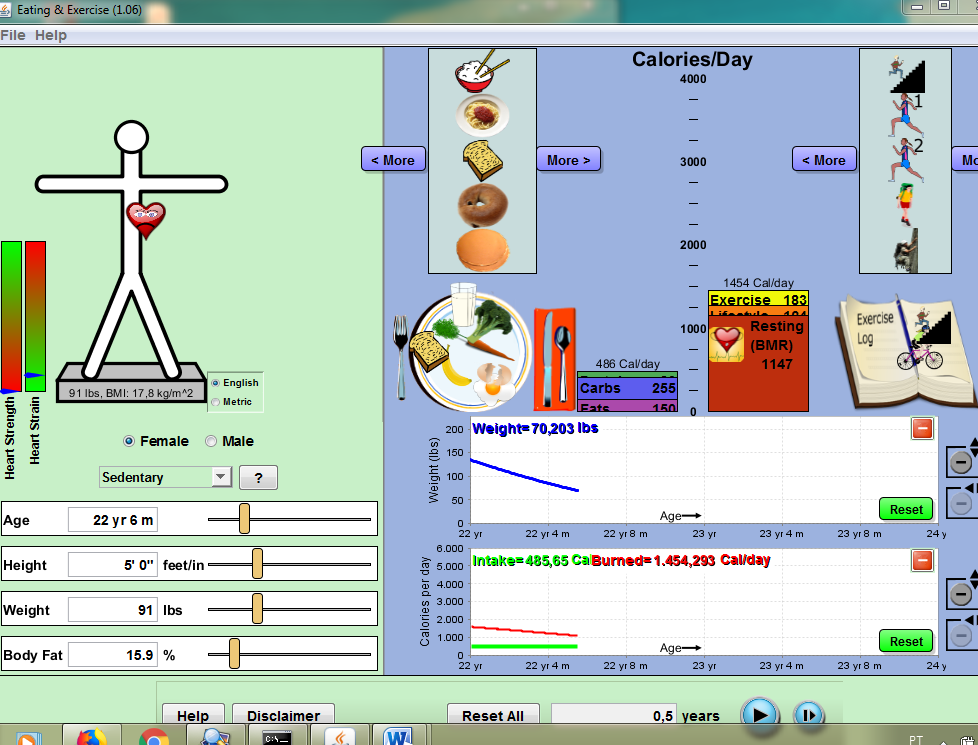 Eating & Exercise (1.06)
File Help
Calories/Day
4000
3000
2000
1000
0
< More
More >
< More
1
2
1454 Cal/day
Exercise 183
Resting
(BMR)
1147
486 Cal/day
Carbs 255
Fats 150
Exercise
Log
91 lbs, BMI: 17,8 kg/m^2
English
Metric
Heart Strength
Heart Strain
Female Male
Sedentary
?
Age 22 yr 6 m
Height 5' 0" feet/in
Weight 91 lbs
Body Fat 15.9 %
Weight (lbs)
Weight= 70,203 lbs
200
150
100
50
0
Age
Reset
22 yr 22 yr 4 m 22 yr 8 m 23 yr 23 yr 4 m 23 yr 8 m 24 y
Calories per day
Intake= 485,65 Cal
Burned= 1.454,293 Cal/day
6.000
5.000
4.000
3.000
2.000
1.000
0
Age
Reset
22 yr 22 yr 4 m 22 yr 8 m 23 yr 23 yr 4 m 23 yr 8 m 24 y
Help Disclaimer Reset All 0,5 years
C:\
W
PT